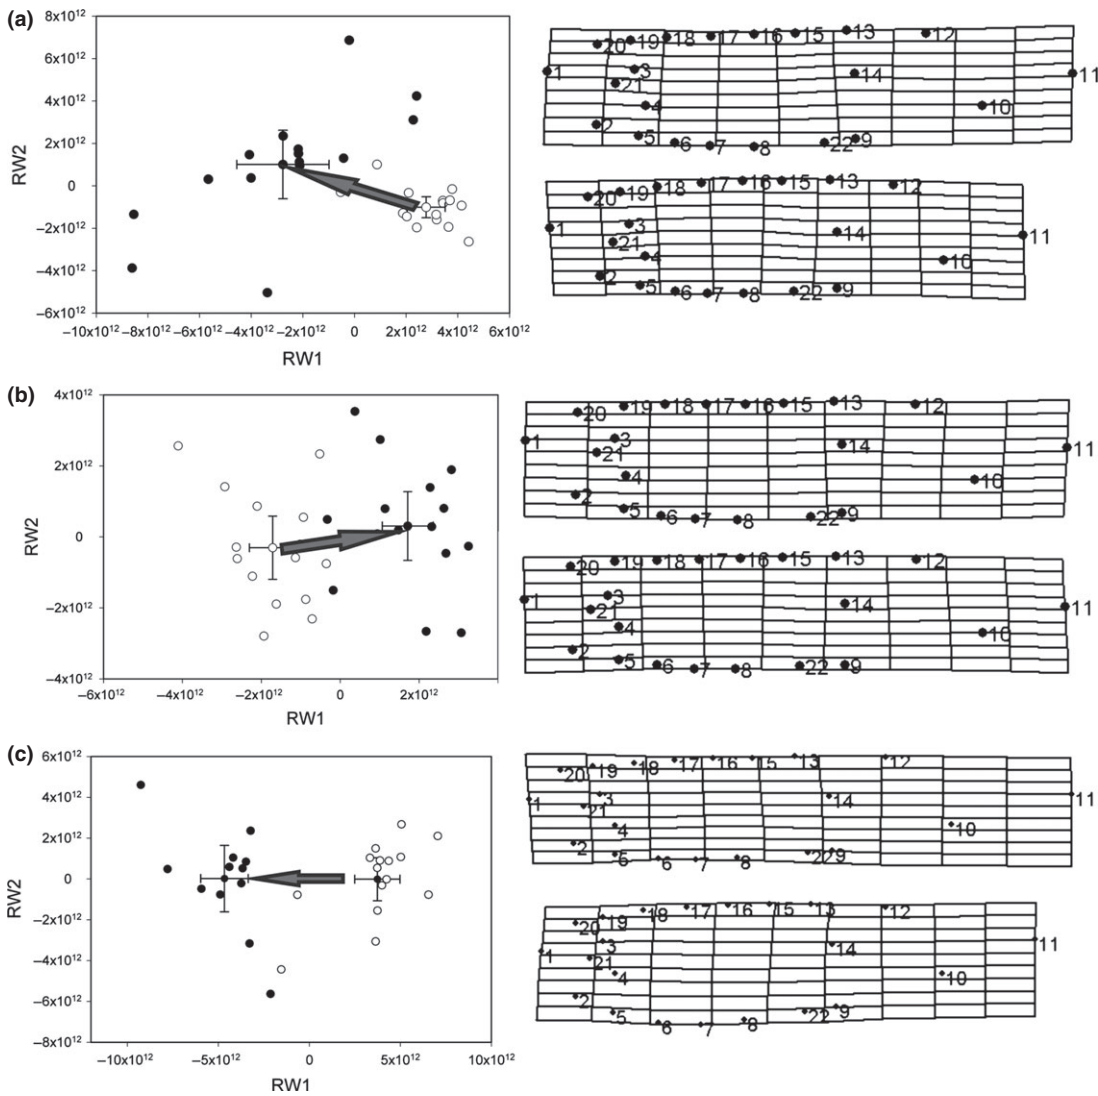 (a)
8x10¹²
6x10¹²
4x10¹²
2x10¹²
0
−2x10¹²
−4x10¹²
−6x10¹²
RW2
−10x10¹² −8x10¹² −6x10¹² −4x10¹² −2x10¹² 0 2x10¹² 4x10¹² 6x10¹²
RW1
20 19 18 17 16 15 13 12
1 3 14 11
21
4 10
2 5 6 7 8 22 9
20 19 18 17 16 15 13 12
1 3 14 11
21
4 10
2 5 6 7 8 22 9
(b)
4x10¹²
2x10¹²
0
−2x10¹²
−4x10¹²
RW2
−6x10¹² −4x10¹² −2x10¹² 0 2x10¹²
RW1
20 19 18 17 16 15 13 12
1 3 14 11
21
4 10
2 5 6 7 8 22 9
20 19 18 17 16 15 13 12
1 3 14 11
21
4 10
2 5 6 7 8 22 9
(c)
6x10¹²
4x10¹²
2x10¹²
0
−2x10¹²
−4x10¹²
−6x10¹²
−8x10¹²
RW2
−10x10¹² −5x10¹² 0 5x10¹² 10x10¹²
RW1
20 19 18 17 16 15 13 12
1 3 14 11
21
4 10
2 5 6 7 8 22 9
20 19 18 17 16 15 13 12
1 3 14 11
21
4 10
2 5 6 7 8 22 9